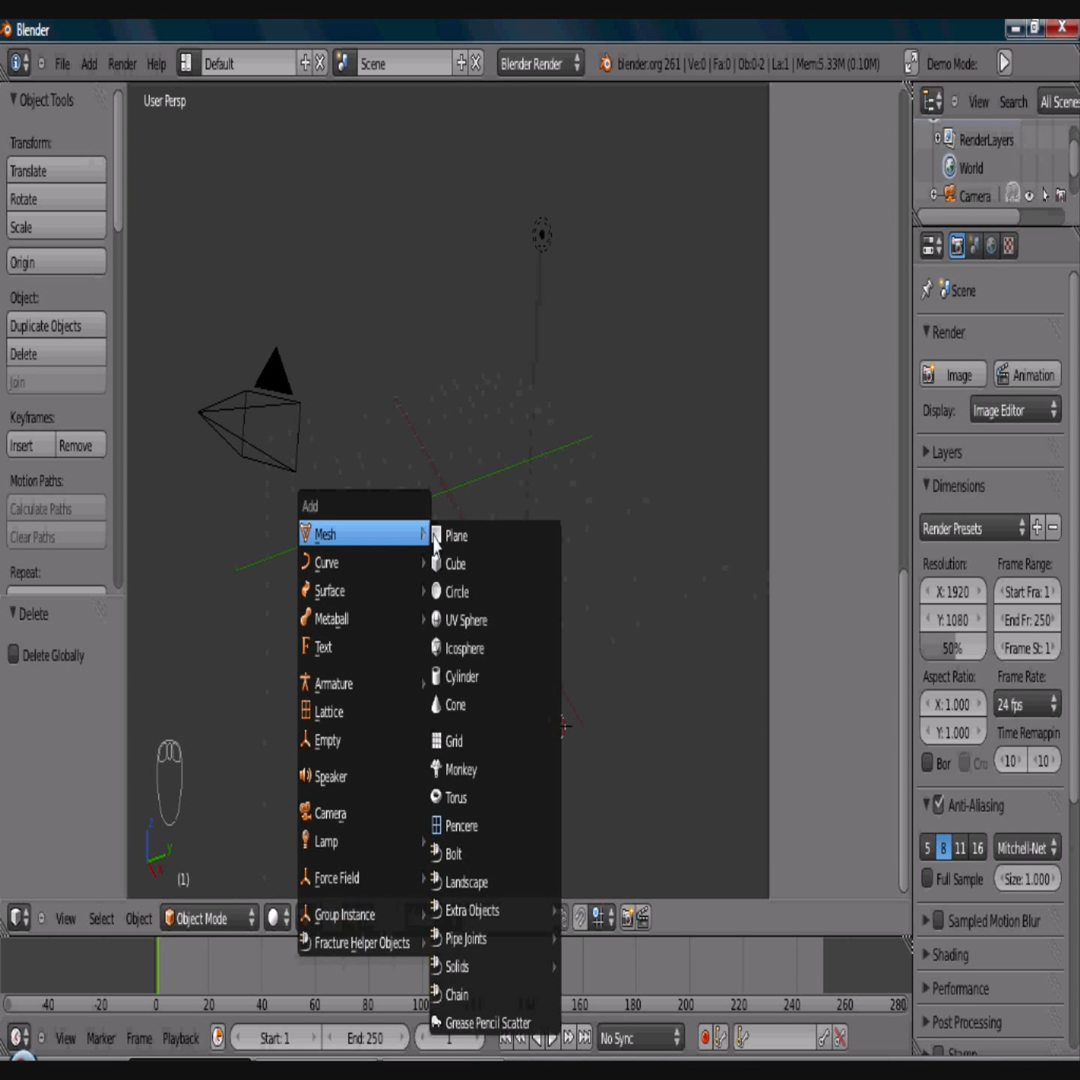 Blender
File Add Render Help Default Scene Blender Render blender.org 261 | Ve:0 | Fa:0 | Ob:0-2 | La:1 | Mem:5.33M (0.10M) Demo Mode:
Object Tools
Transform:
Translate
Rotate
Scale
Origin
Object:
Duplicate Objects
Delete
Join
Keyframes:
Insert Remove
Motion Paths:
Calculate Paths
Clear Paths
Repeat:
Delete
Delete Globally
User Persp
(1)
Add
Mesh
Curve
Surface
Metaball
Text
Armature
Lattice
Empty
Speaker
Camera
Lamp
Force Field
Group Instance
Fracture Helper Objects
Plane
Cube
Circle
UV Sphere
Icosphere
Cylinder
Cone
Grid
Monkey
Torus
Pencere
Bolt
Landscape
Extra Objects
Pipe Joints
Solids
Chain
Grease Pencil Scatter
View Search All Scenes
RenderLayers
World
Camera
Scene
Render
Image Animation
Display: Image Editor
Layers
Dimensions
Render Presets
Resolution: Frame Range:
X: 1920 Start Fra: 1
Y: 1080 End Fr: 250
50% Frame St: 1
Aspect Ratio: Frame Rate:
X: 1.000 24 fps
Y: 1.000 Time Remappin
Bor Cro 10 10
Anti-Aliasing
5 8 11 16 Mitchell-Net
Full Sample Size: 1.000
Sampled Motion Blur
Shading
Performance
Post Processing
Stamp
View Select Object Object Mode
-40 -20 0 20 40 60 80 100 160 180 200 220 240 260 280
View Marker Frame Playback Start: 1 End: 250 1 No Sync